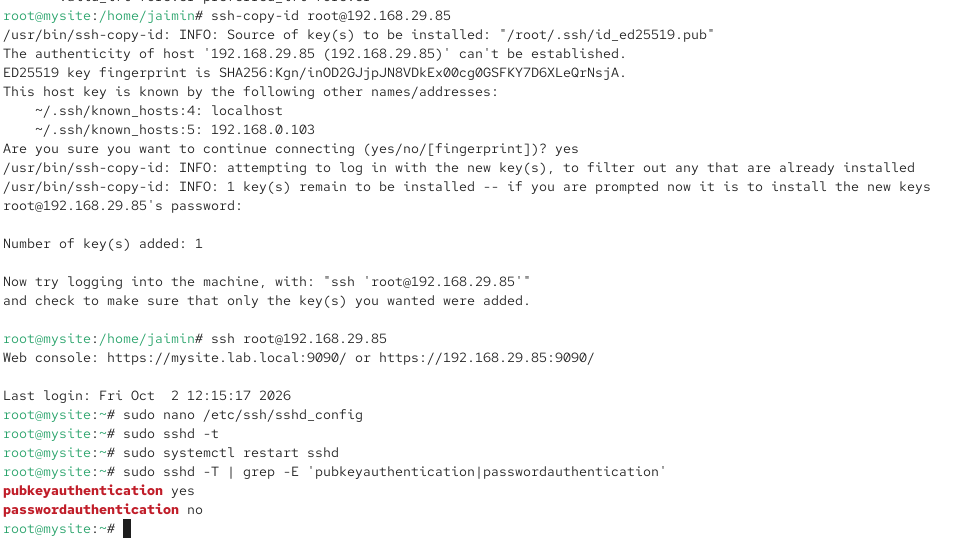 root@mysite:/home/jaimin# ssh-copy-id root@192.168.29.85
/usr/bin/ssh-copy-id: INFO: Source of key(s) to be installed: "/root/.ssh/id_ed25519.pub"
The authenticity of host '192.168.29.85 (192.168.29.85)' can't be established.
ED25519 key fingerprint is SHA256:Kgn/inOD2GJjpJN8VDkEx00cg0GSFKY7D6XLeQrNsjA.
This host key is known by the following other names/addresses:
    ~/.ssh/known_hosts:4: localhost
    ~/.ssh/known_hosts:5: 192.168.0.103
Are you sure you want to continue connecting (yes/no/[fingerprint])? yes
/usr/bin/ssh-copy-id: INFO: attempting to log in with the new key(s), to filter out any that are already installed
/usr/bin/ssh-copy-id: INFO: 1 key(s) remain to be installed -- if you are prompted now it is to install the new keys
root@192.168.29.85's password:
Number of key(s) added: 1
Now try logging into the machine, with: "ssh 'root@192.168.29.85'"
and check to make sure that only the key(s) you wanted were added.
root@mysite:/home/jaimin# ssh root@192.168.29.85
Web console: https://mysite.lab.local:9090/ or https://192.168.29.85:9090/
Last login: Fri Oct  2 12:15:17 2026
root@mysite:~# sudo nano /etc/ssh/sshd_config
root@mysite:~# sudo sshd -t
root@mysite:~# sudo systemctl restart sshd
root@mysite:~# sudo sshd -T | grep -E 'pubkeyauthentication|passwordauthentication'
pubkeyauthentication yes
passwordauthentication no
root@mysite:~#